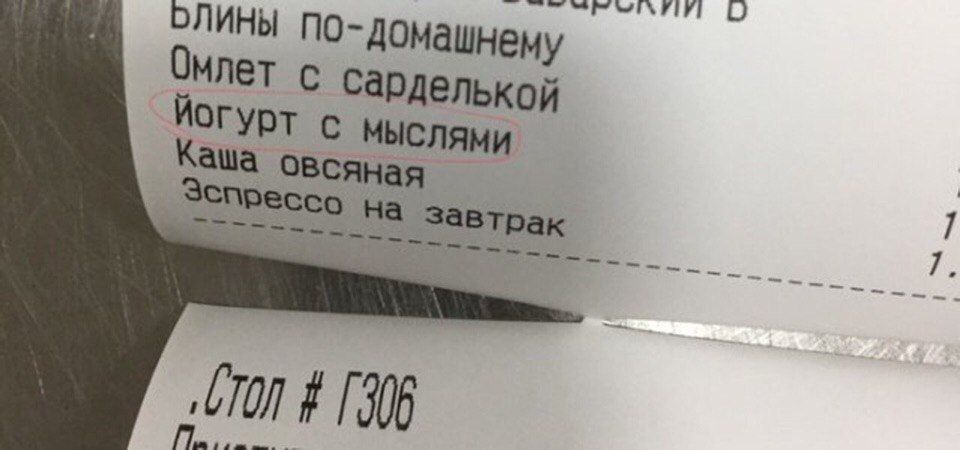 Блины по-домашнему
Омлет с сарделькой
Йогурт с мыслями
Каша овсяная
Эспрессо на завтрак
.Стол # Г306